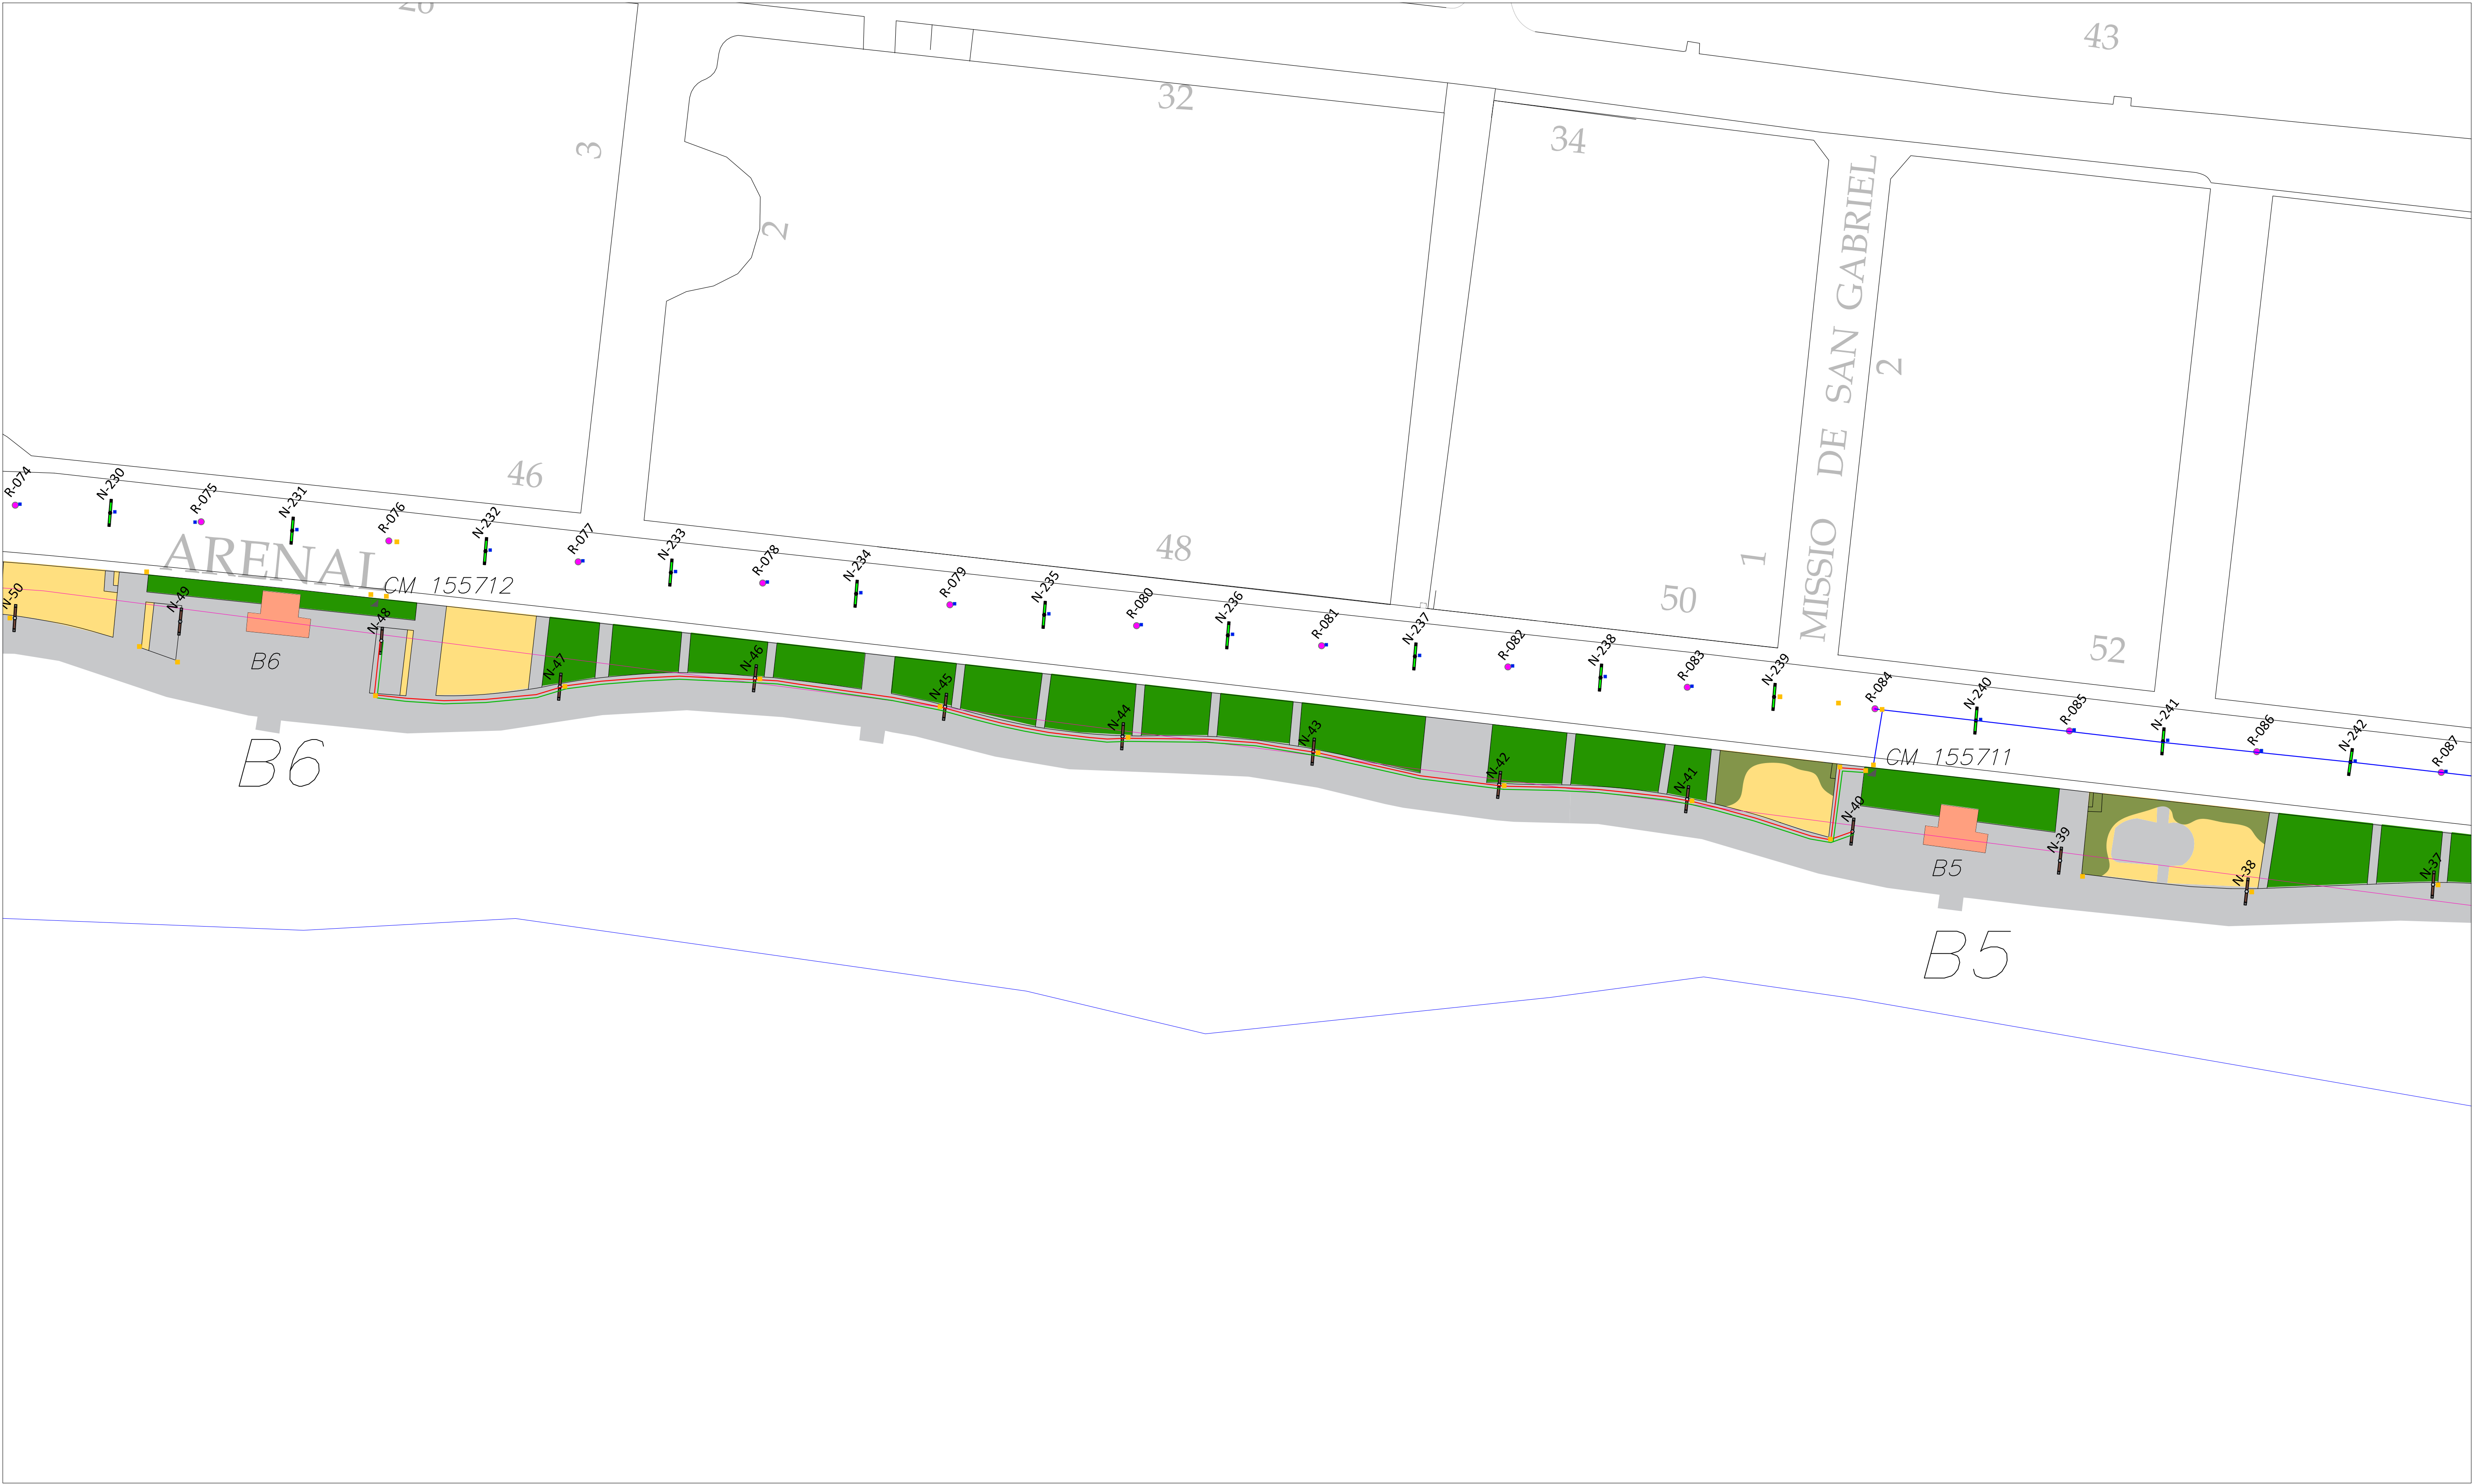 26
43
32
34
3
2
MISSIO DE SAN GABRIEL
2
46
48
1
50
52
R-074
N-230
R-075
N-231
R-076
N-232
R-077
N-233
R-078
N-234
R-079
N-235
R-080
N-236
R-081
N-237
R-082
N-238
R-083
N-239
R-084
N-240
R-085
N-241
R-086
N-242
R-087
ARENAL
CM 155712
CM 155711
N-50
N-49
N-48
N-47
N-46
N-45
N-44
N-43
N-42
N-41
N-40
N-39
N-38
N-37
B6
B6
B5
B5